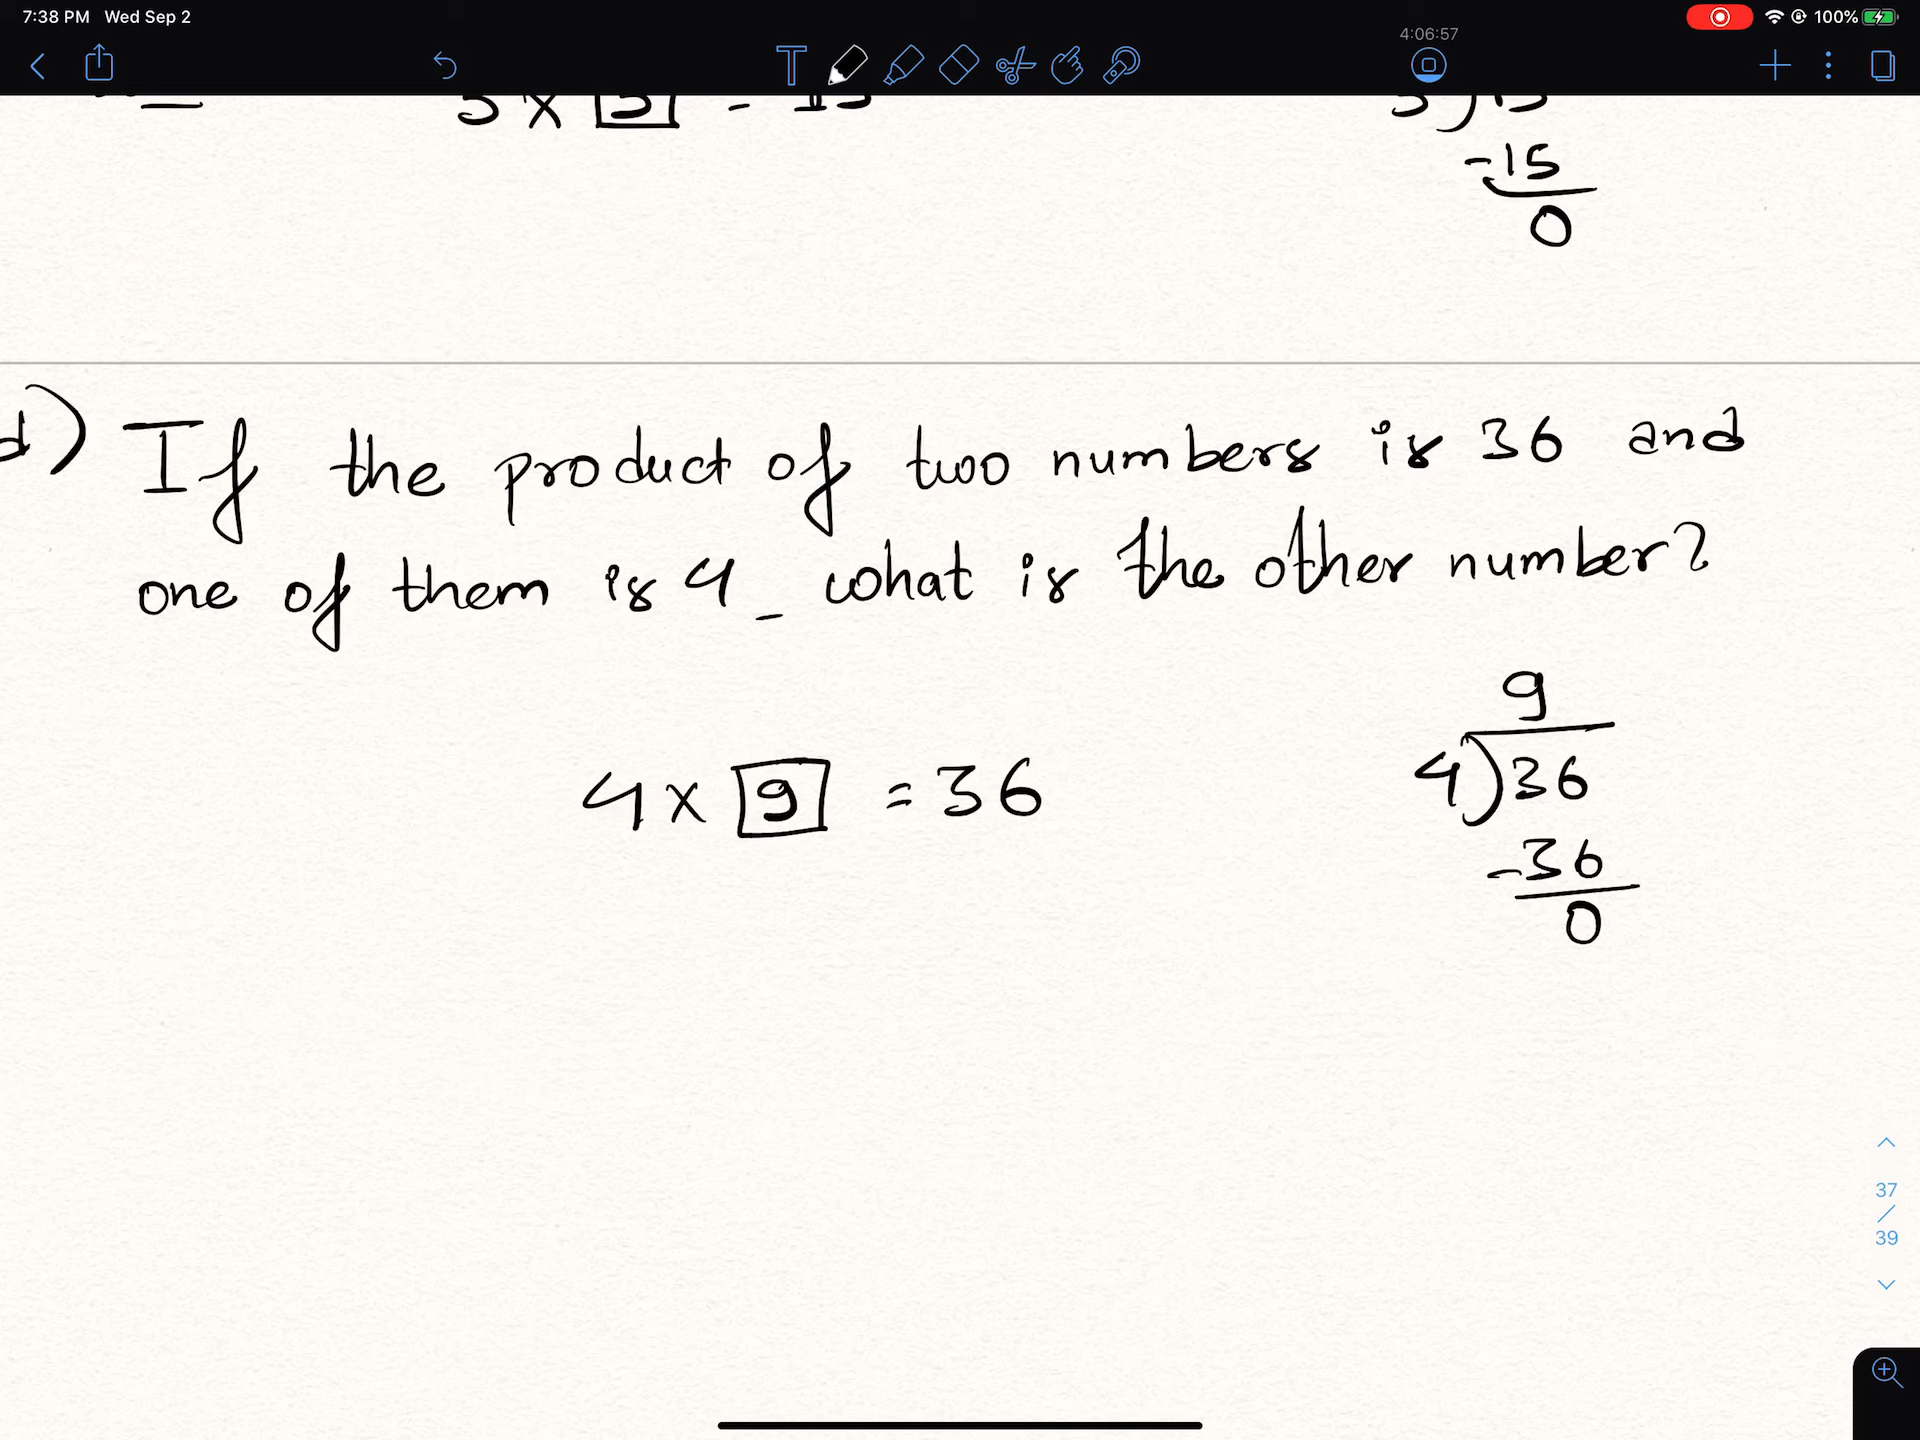 7:38 PM Wed Sep 2
100%
4:06:57
T
-15
0
d) If the product of two numbers is 36 and
one of them is 4_ what is the other number?
9
4 x 9 = 36
4)36
-36
0
37
/
39